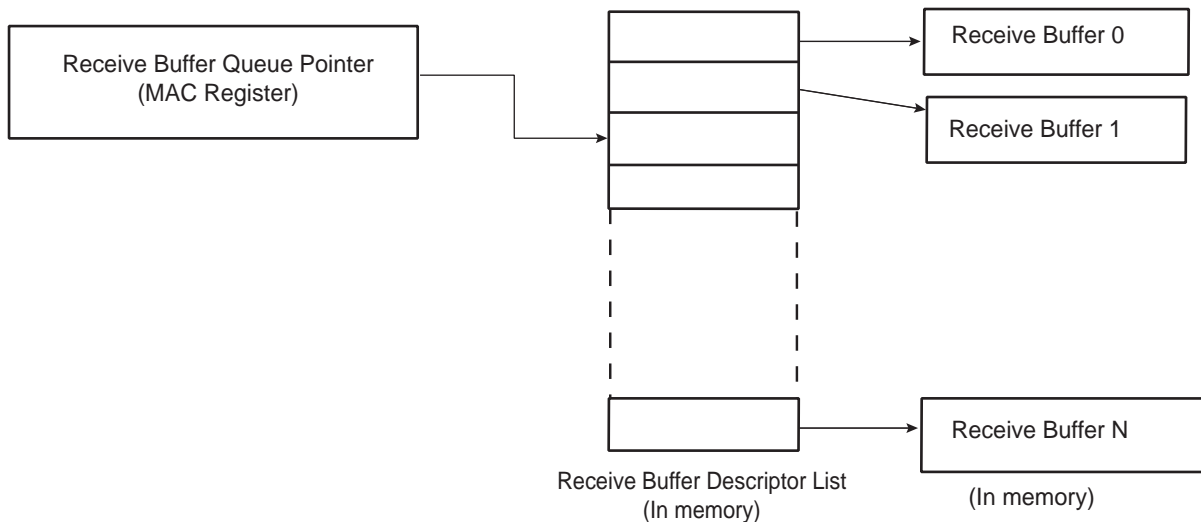 Receive Buffer Queue Pointer
(MAC Register)
Receive Buffer 0
Receive Buffer 1
Receive Buffer N
Receive Buffer Descriptor List
(In memory)
(In memory)